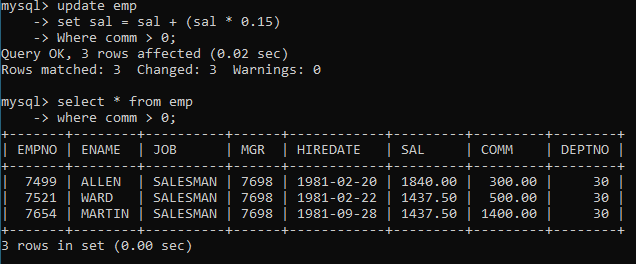 mysql> update emp
    -> set sal = sal + (sal * 0.15)
    -> Where comm > 0;
Query OK, 3 rows affected (0.02 sec)
Rows matched: 3  Changed: 3  Warnings: 0

mysql> select * from emp
    -> where comm > 0;
+-------+--------+----------+------+------------+---------+---------+--------+
| EMPNO | ENAME  | JOB      | MGR  | HIREDATE   | SAL     | COMM    | DEPTNO |
+-------+--------+----------+------+------------+---------+---------+--------+
|  7499 | ALLEN  | SALESMAN | 7698 | 1981-02-20 | 1840.00 |  300.00 |     30 |
|  7521 | WARD   | SALESMAN | 7698 | 1981-02-22 | 1437.50 |  500.00 |     30 |
|  7654 | MARTIN | SALESMAN | 7698 | 1981-09-28 | 1437.50 | 1400.00 |     30 |
+-------+--------+----------+------+------------+---------+---------+--------+
3 rows in set (0.00 sec)